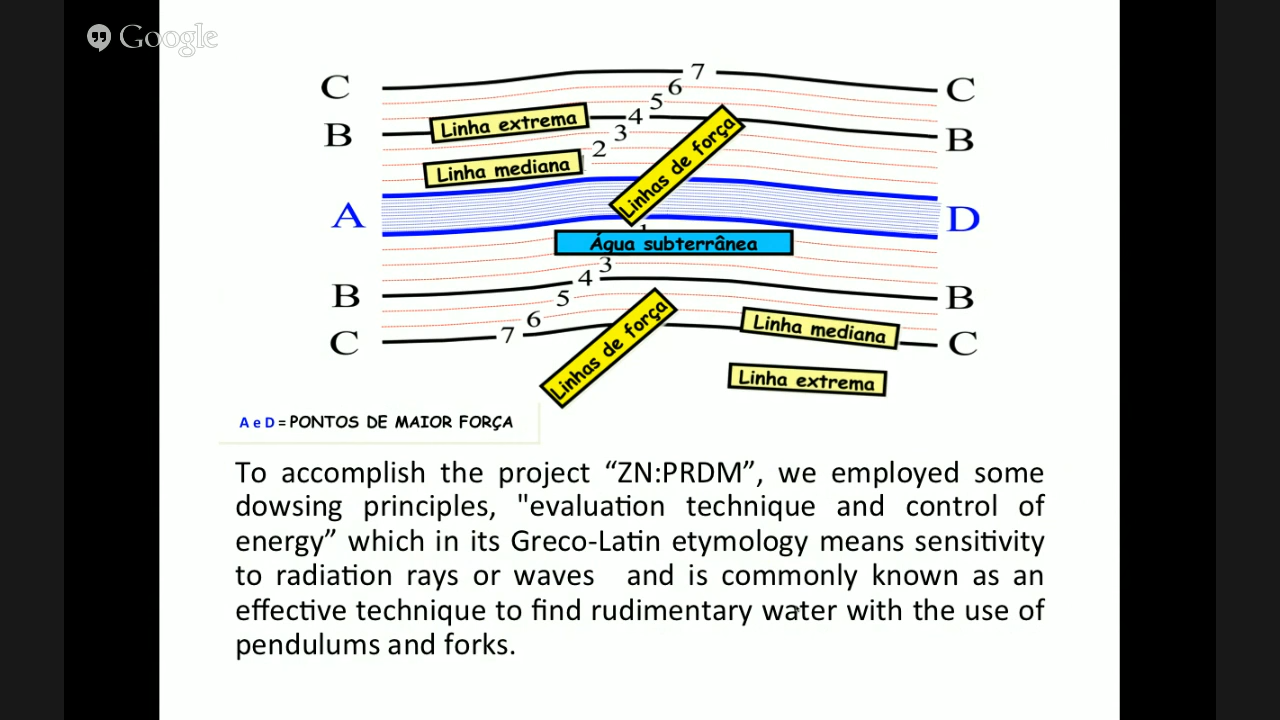 Google
7
C
C
6
5
4
Linha extrema
B
B
3
Linhas de força
2
Linha mediana
A
D
1
Água subterrânea
3
4
B
B
5
Linhas de força
6
Linha mediana
7
C
C
Linha extrema
A e D = PONTOS DE MAIOR FORÇA
To accomplish the project “ZN:PRDM”, we employed some
dowsing principles, "evaluation technique and control of
energy” which in its Greco-Latin etymology means sensitivity
to radiation rays or waves and is commonly known as an
effective technique to find rudimentary water with the use of
pendulums and forks.